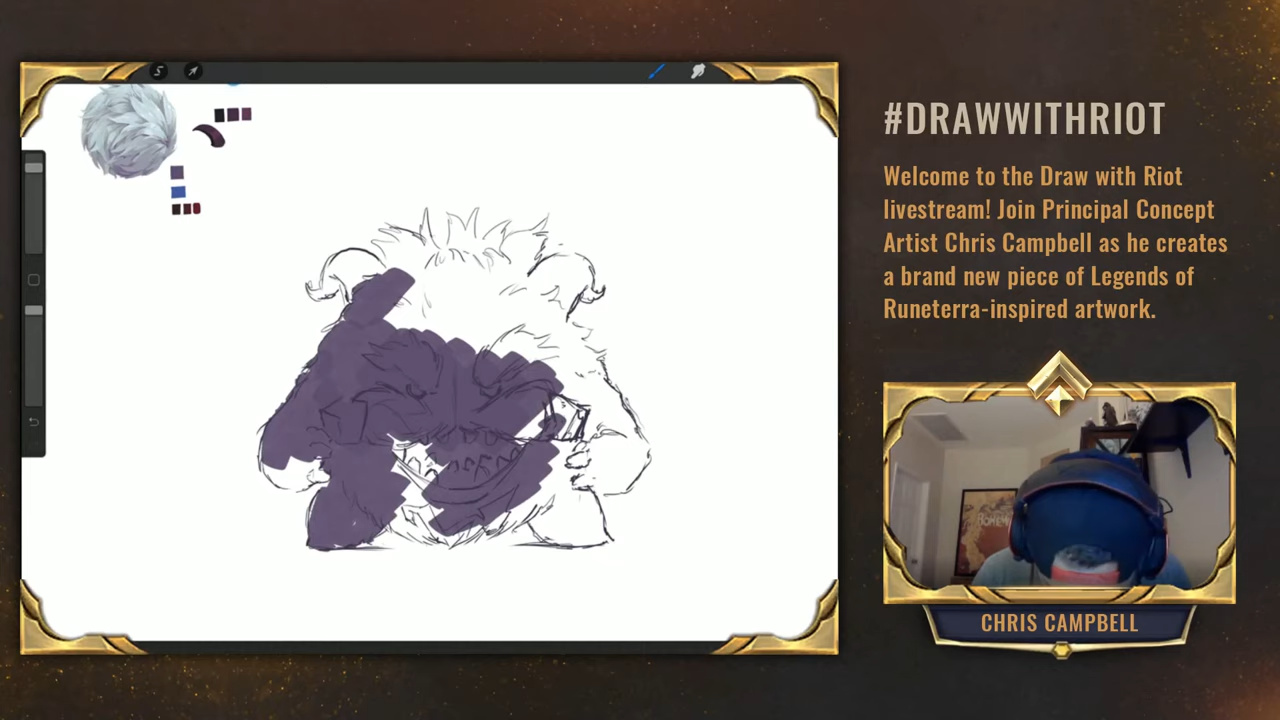 #DRAWWITHRIOT
Welcome to the Draw with Riot
livestream! Join Principal Concept
Artist Chris Campbell as he creates
a brand new piece of Legends of
Runeterra-inspired artwork.
CHRIS CAMPBELL